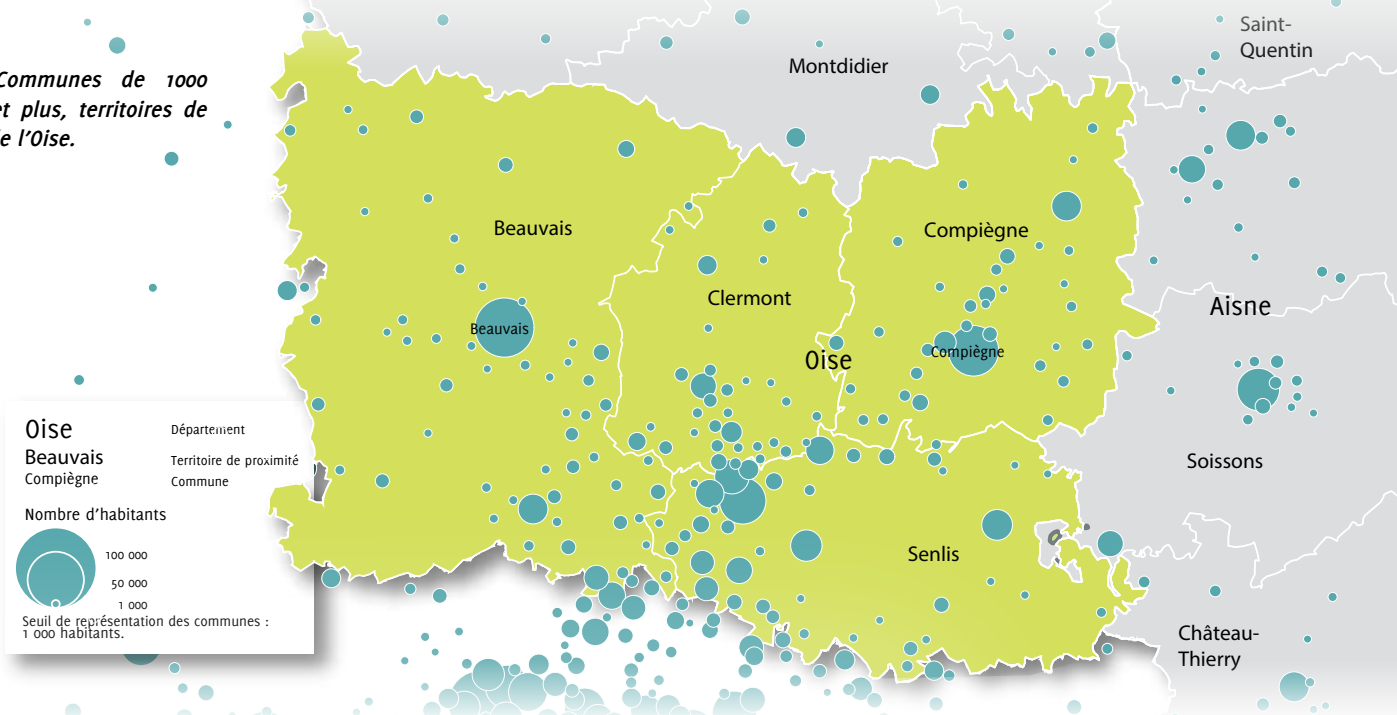 Communes de 1000
et plus, territoires de
de l'Oise.
Saint-
Quentin
Montdidier
Beauvais
Compiègne
Clermont
Aisne
Beauvais
Oise
Compiègne
Soissons
Senlis
Château-
Thierry
Oise Département
Beauvais Territoire de proximité
Compiègne Commune
Nombre d'habitants
100 000
50 000
1 000
Seuil de représentation des communes :
1 000 habitants.